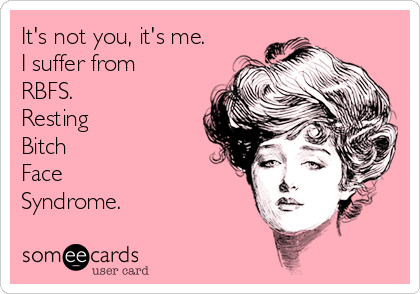 It's not you, it's me.
I suffer from
RBFS.
Resting
Bitch
Face
Syndrome.
someecards
user card